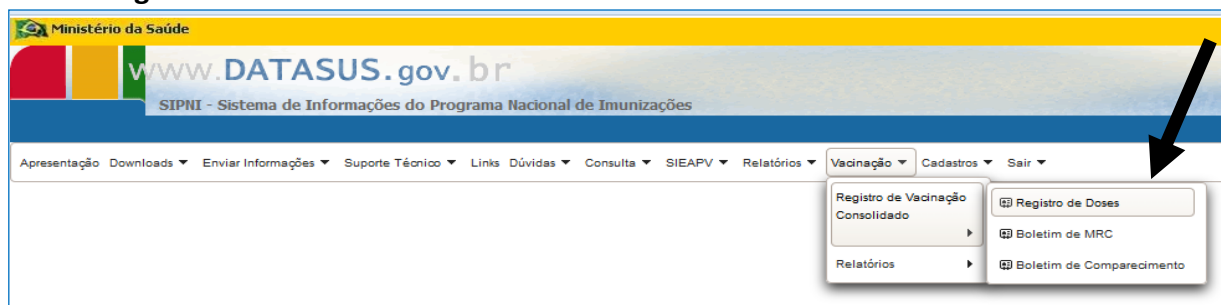 Ministério da Saúde
www.DATASUS.gov.br
SIPNI - Sistema de Informações do Programa Nacional de Imunizações
Apresentação Downloads Enviar Informações Suporte Técnico Links Dúvidas Consulta SIEAPV Relatórios Vacinação Cadastros Sair
Registro de Vacinação
Consolidado
Relatórios
Registro de Doses
Boletim de MRC
Boletim de Comparecimento